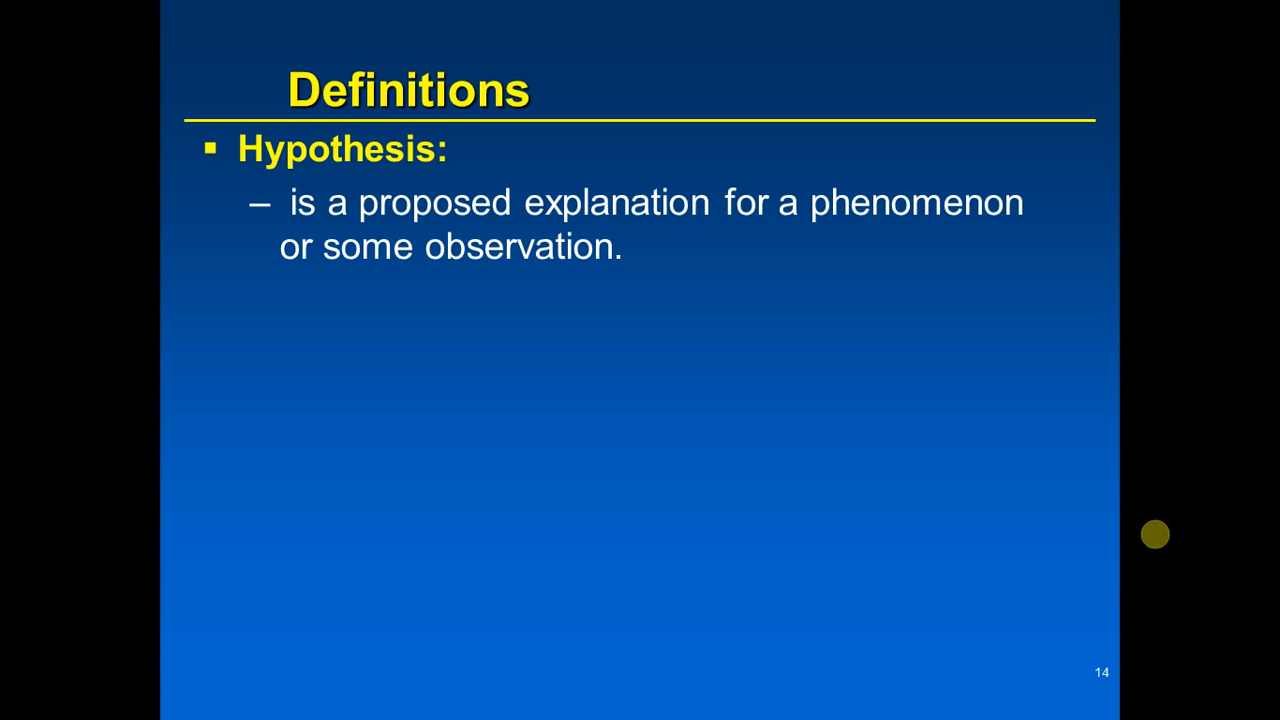 Definitions
▪ Hypothesis:
– is a proposed explanation for a phenomenon
or some observation.
14